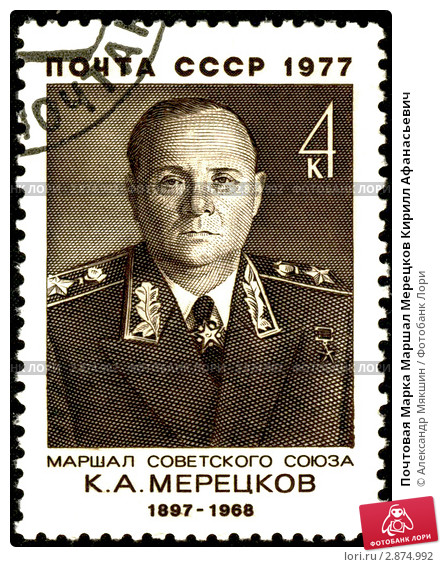 ПОЧТА СССР 1977
ПОЧТАМ
4
к
МАРШАЛ СОВЕТСКОГО СОЮЗА
К.А.МЕРЕЦКОВ
1897-1968
Почтовая Марка Маршал Мерецков Кирилл Афанасьевич
© Александр Мякшин / Фотобанк Лори
ФОТОБАНК ЛОРИ
lori.ru/2.874.992